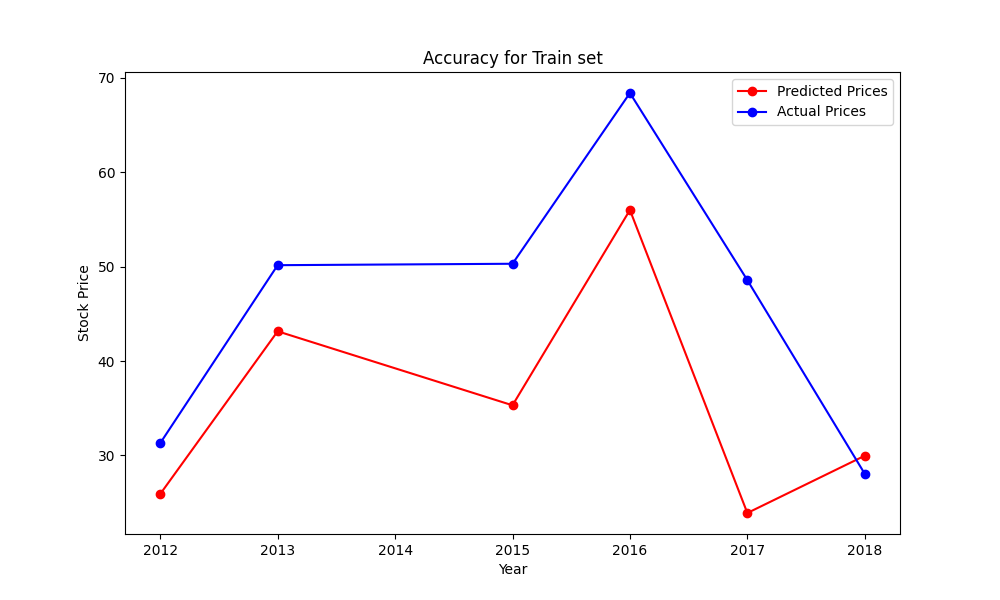 Accuracy for Train set
Predicted Prices
Actual Prices
70
60
50
40
30
Stock Price
2012 2013 2014 2015 2016 2017 2018
Year